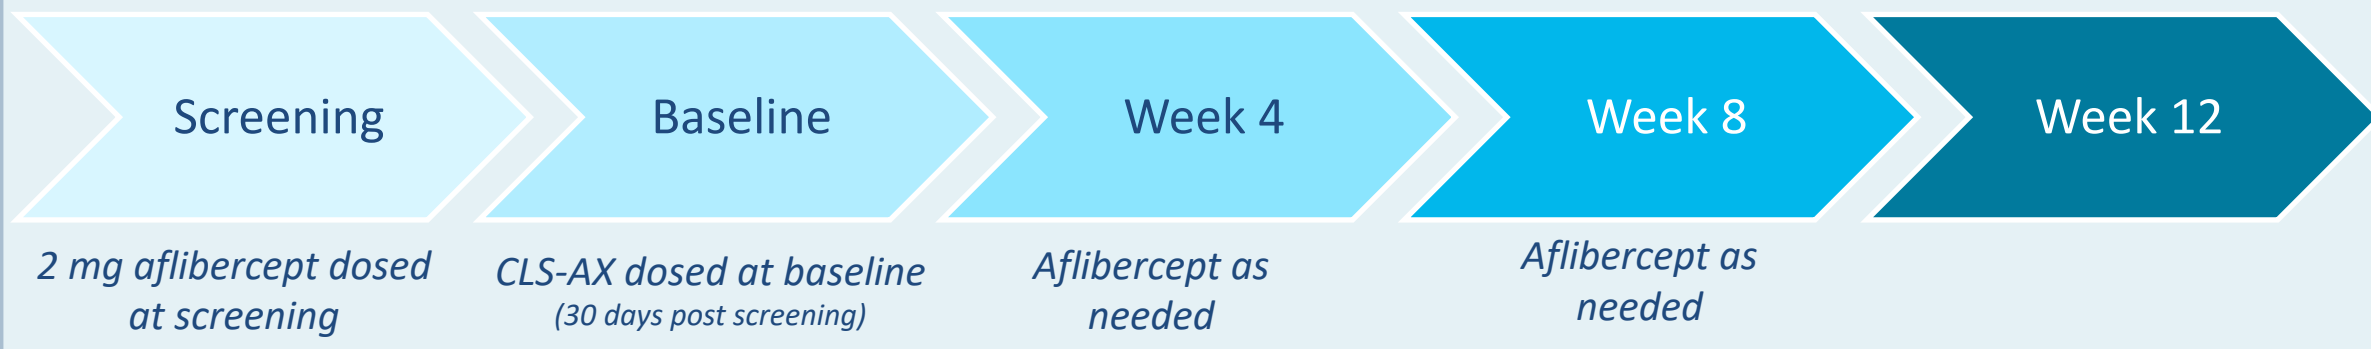 Screening
Baseline
Week 4
Week 8
Week 12
2 mg aflibercept dosed
at screening
CLS-AX dosed at baseline
(30 days post screening)
Aflibercept as
needed
Aflibercept as
needed